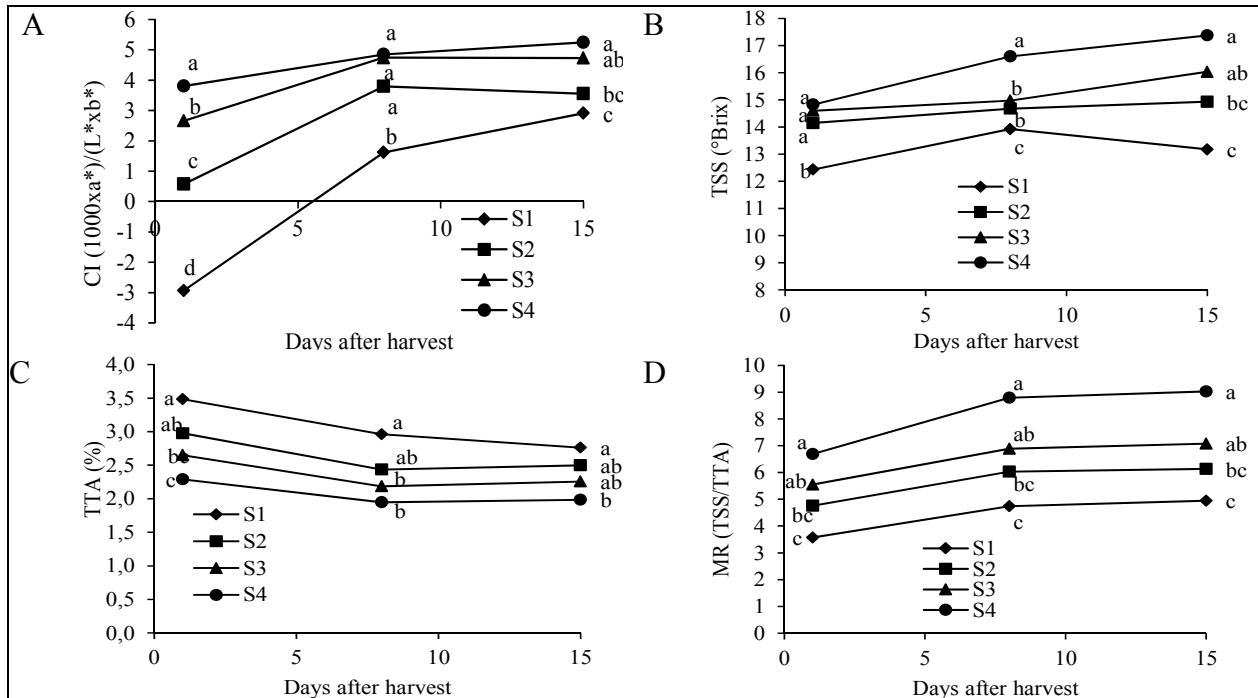 A
CI (1000xa*)/(L*xb*)
6
5
4
3
2
1
0
-1
-2
-3
-4
0
5
10
15
a
b
c
d
a
a
a
b
a
ab
bc
c
S1
S2
S3
S4
Days after harvest
B
TSS (°Brix)
18
17
16
15
14
13
12
11
10
9
8
0
5
10
15
a
a
a
b
a
b
b
c
a
ab
bc
c
S1
S2
S3
S4
Days after harvest
C
TTA (%)
4,0
3,5
3,0
2,5
2,0
1,5
1,0
0,5
0,0
0
5
10
15
a
ab
bc
c
a
ab
b
b
a
ab
ab
b
S1
S2
S3
S4
Days after harvest
D
MR (TSS/TTA)
10
9
8
7
6
5
4
3
2
1
0
0
5
10
15
a
ab
bc
c
a
ab
bc
c
a
ab
bc
c
S1
S2
S3
S4
Days after harvest